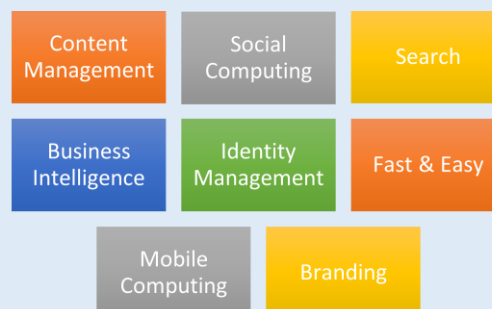 Content
Management
Social
Computing
Search
Business
Intelligence
Identity
Management
Fast & Easy
Mobile
Computing
Branding